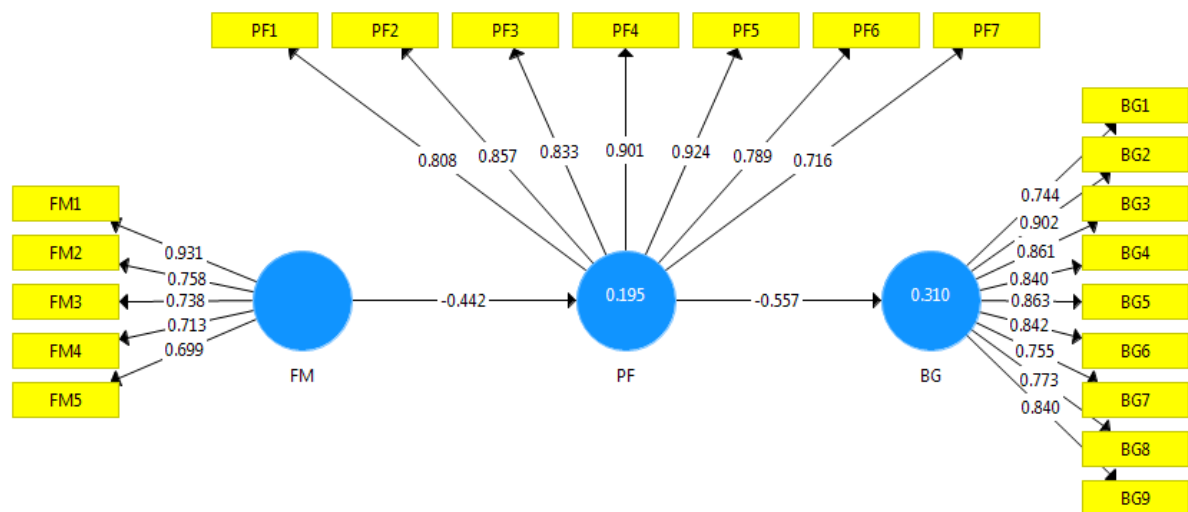 PF1 PF2 PF3 PF4 PF5 PF6 PF7
0.808 0.857 0.833 0.901 0.924 0.789 0.716
FM1
FM2
FM3
FM4
FM5
0.931
0.758
0.738
0.713
0.699
FM
-0.442
0.195
PF
-0.557
0.310
BG
0.744
0.902
0.861
0.840
0.863
0.842
0.755
0.773
0.840
BG1
BG2
BG3
BG4
BG5
BG6
BG7
BG8
BG9